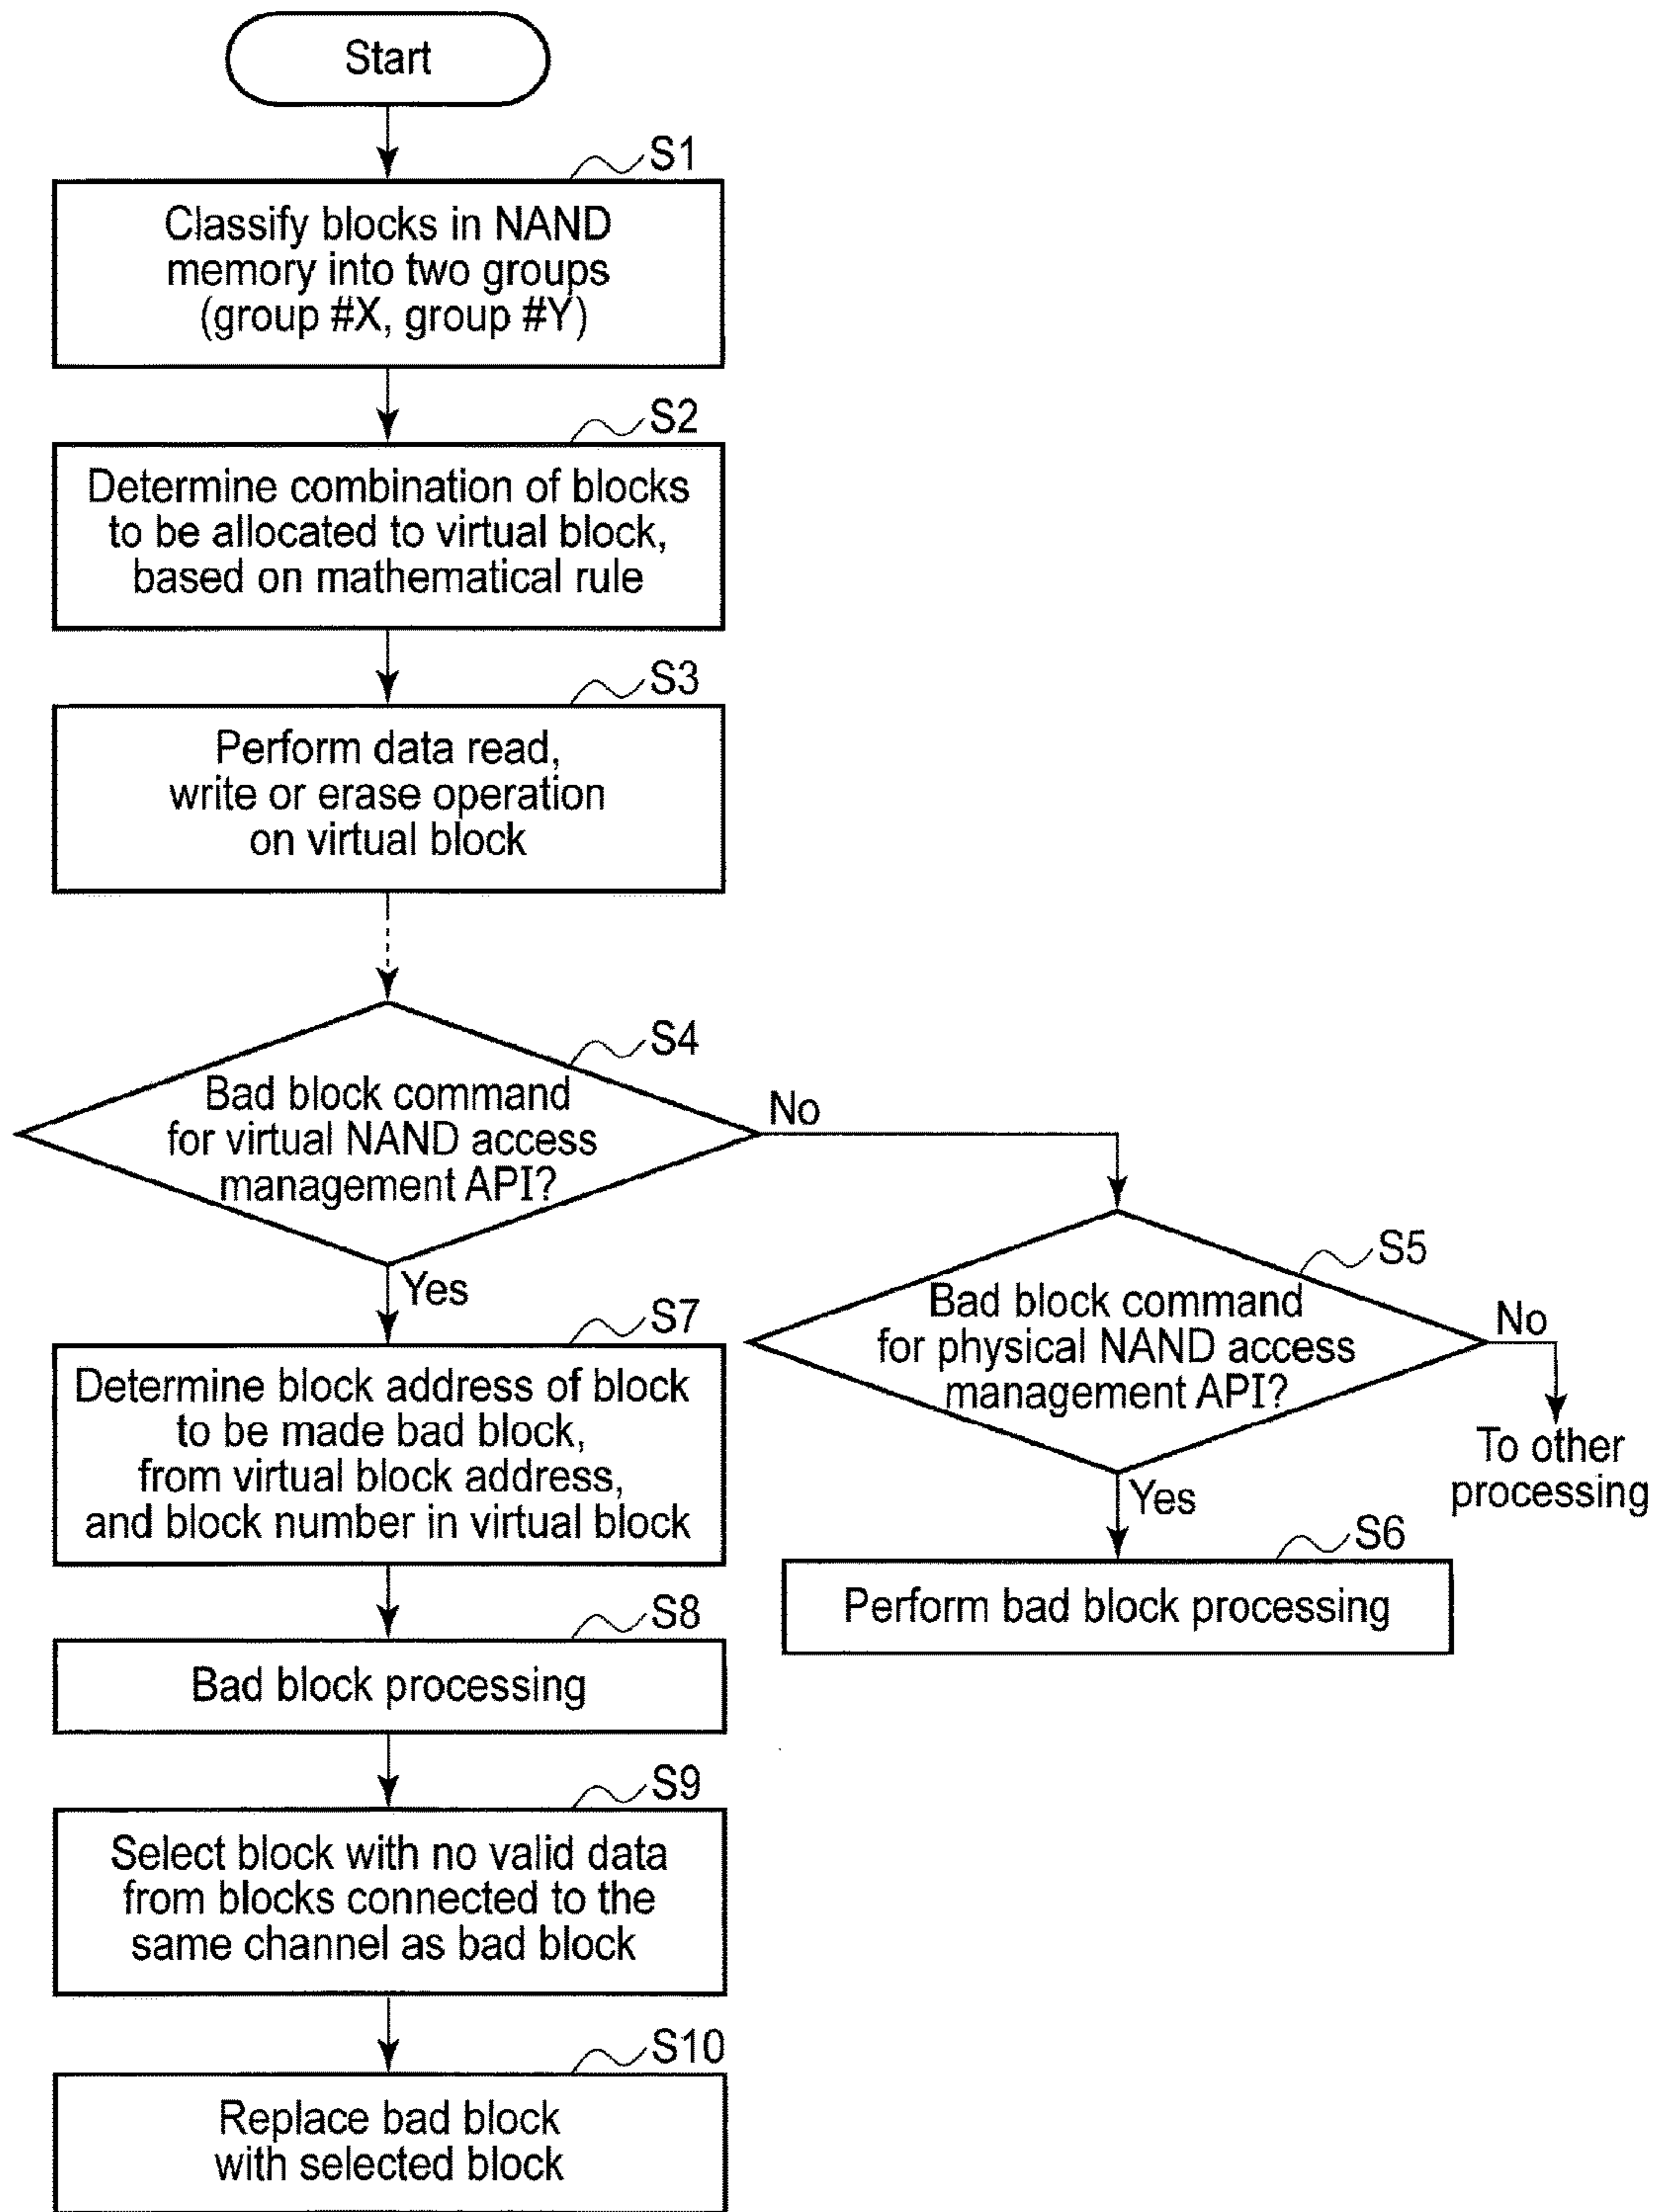 Start
S1
Classify blocks in NAND
memory into two groups
(group #X, group #Y)
S2
Determine combination of blocks
to be allocated to virtual block,
based on mathematical rule
S3
Perform data read,
write or erase operation
on virtual block
S4
Bad block command
for virtual NAND access
management API?
No
Yes
S5
Bad block command
for physical NAND access
management API?
No
To other
processing
Yes
S6
Perform bad block processing
S7
Determine block address of block
to be made bad block,
from virtual block address,
and block number in virtual block
S8
Bad block processing
S9
Select block with no valid data
from blocks connected to the
same channel as bad block
S10
Replace bad block
with selected block